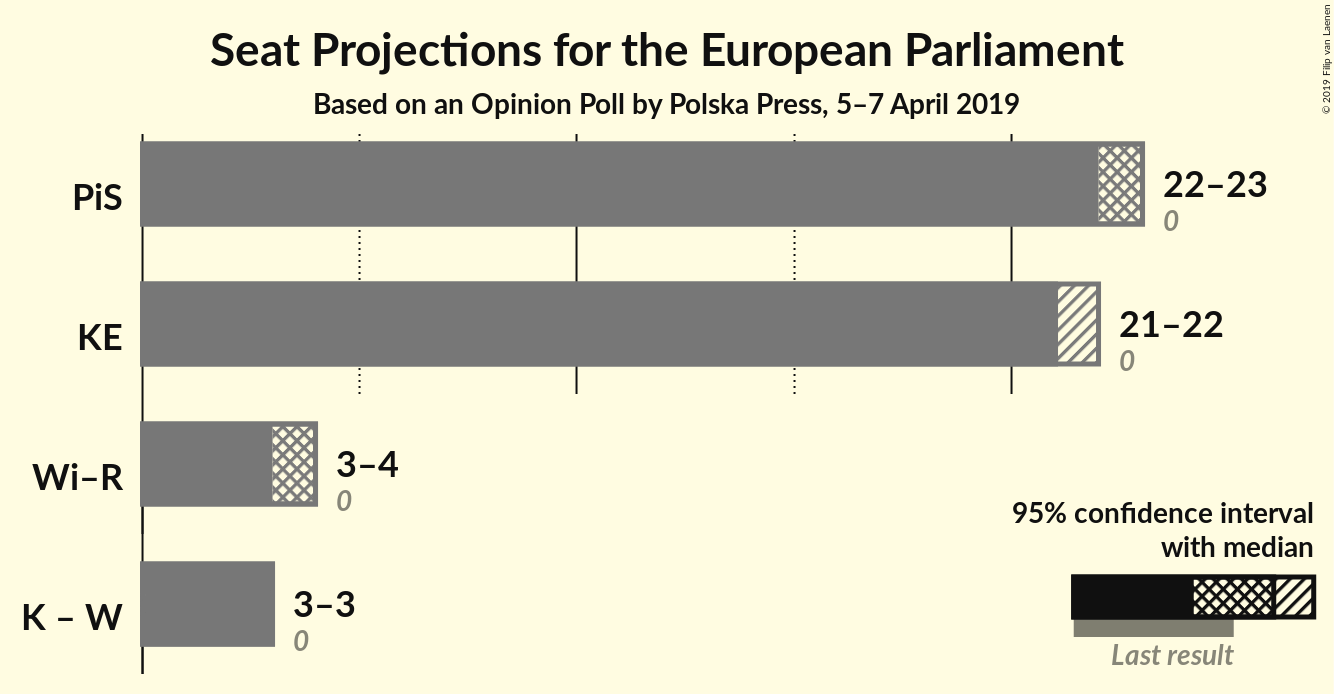 Seat Projections for the European Parliament
Based on an Opinion Poll by Polska Press, 5–7 April 2019
© 2019 Filip van Laenen
PiS
22–23
0
KE
21–22
0
Wi–R
3–4
0
K – W
3–3
0
95% confidence interval
with median
Last result